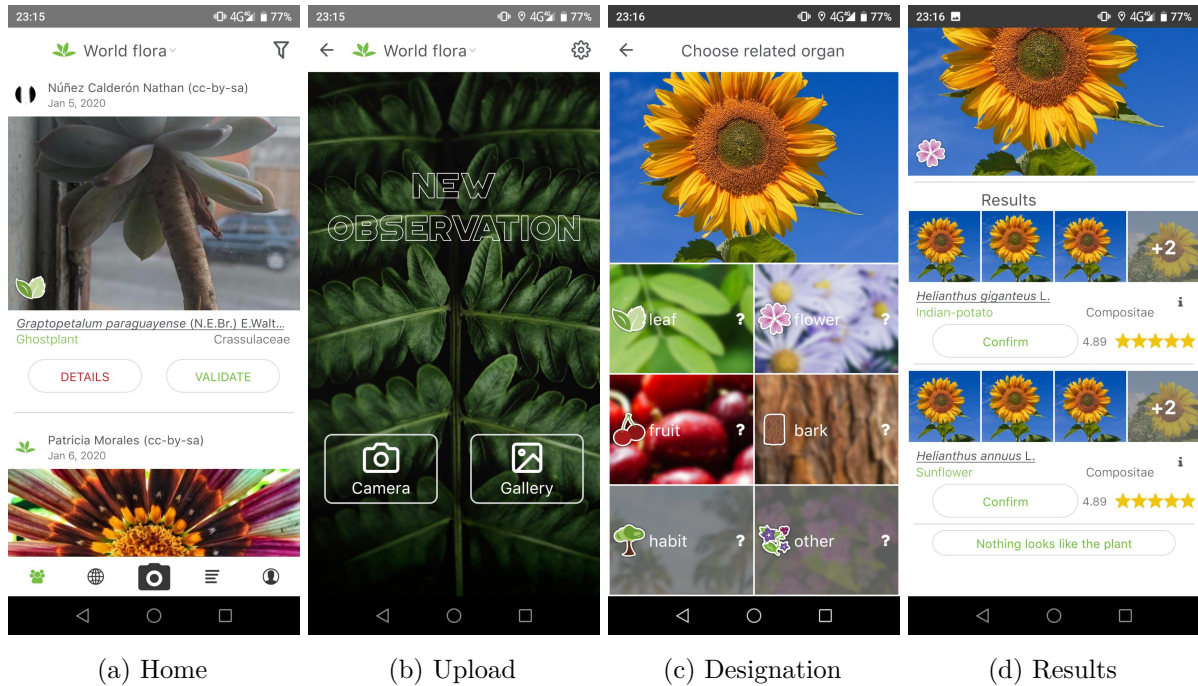 23:15
4G 77%
World flora
Núñez Calderón Nathan (cc-by-sa)
Jan 5, 2020
Graptopetalum paraguayense (N.E.Br.) E.Walt...
Ghostplant
Crassulaceae
DETAILS
VALIDATE
Patricia Morales (cc-by-sa)
Jan 6, 2020
(a) Home
23:15
4G 77%
World flora
NEW
OBSERVATION
Camera
Gallery
(b) Upload
23:16
4G 77%
Choose related organ
leaf ?
flower ?
fruit ?
bark ?
habit ?
other ?
(c) Designation
23:16
4G 77%
Results
+2
Helianthus giganteus L.
i
Indian-potato
Compositae
Confirm
4.89
+2
Helianthus annuus L.
i
Sunflower
Compositae
Confirm
4.89
Nothing looks like the plant
(d) Results